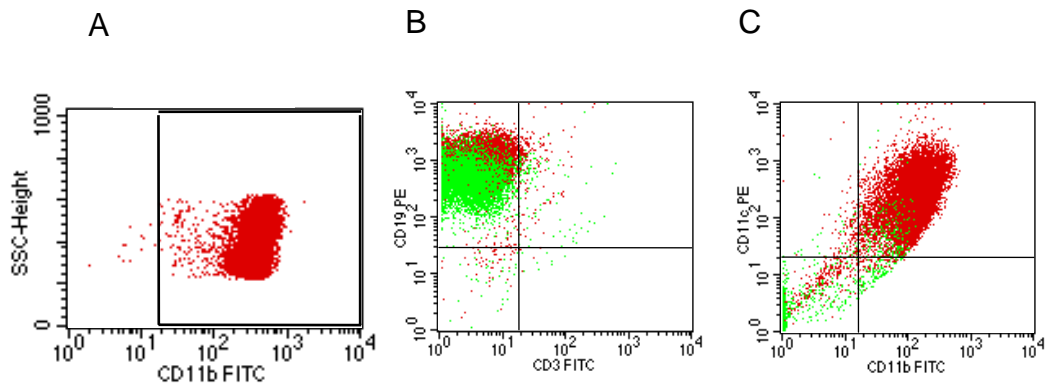 A
B
C
SSC-Height
1000
0
10^0 10^1 10^2 10^3 10^4
CD11b FITC
CD19 PE
10^4
10^3
10^2
10^1
10^0
10^0 10^1 10^2 10^3 10^4
CD3 FITC
CD11c PE
10^4
10^3
10^2
10^1
10^0
10^0 10^1 10^2 10^3 10^4
CD11b FITC